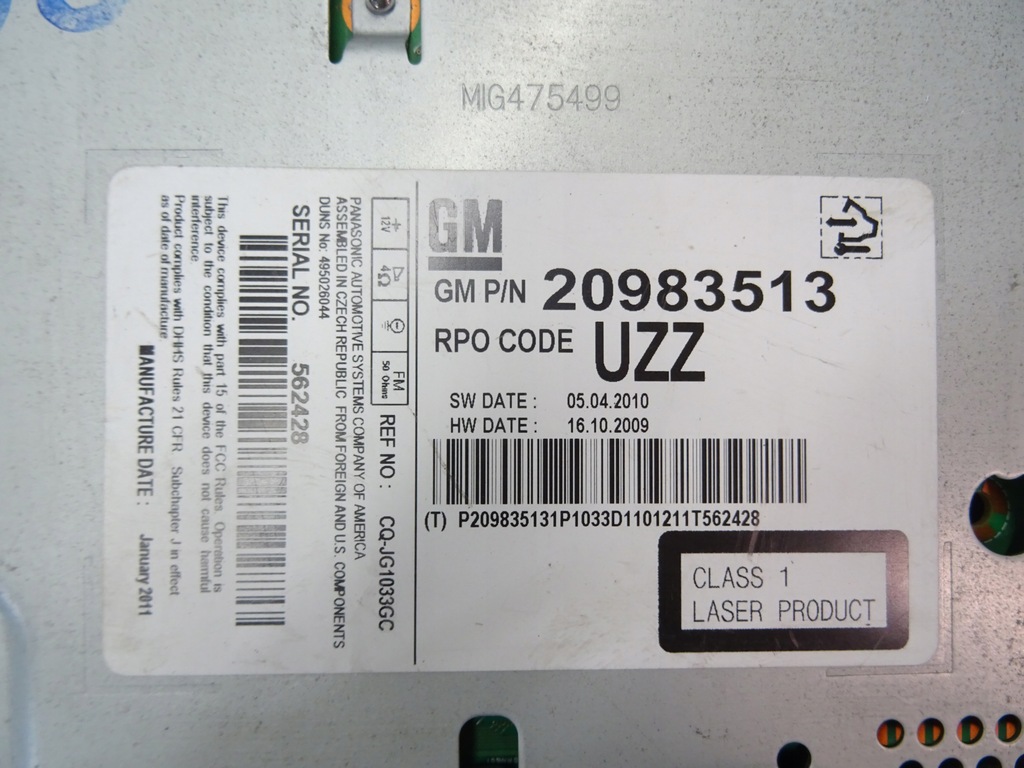 MIG475499
GM
GM P/N 20983513
RPO CODE UZZ
SW DATE : 05.04.2010
HW DATE : 16.10.2009
(T) P209835131P1033D1101211T562428
CLASS 1
LASER PRODUCT
12V
4Ω
FM
50 Ohms
REF NO : CQ-JG1033GC
PANASONIC AUTOMOTIVE SYSTEMS COMPANY OF AMERICA
ASSEMBLED IN CZECH REPUBLIC FROM FOREIGN AND U.S. COMPONENTS
DUNS No: 495026044
SERIAL NO. 562428
This device complies with part 15 of the FCC Rules. Operation is
subject to the condition that this device does not cause harmful
interference.
Product complies with DHHS Rules 21 CFR Subchapter J in effect
as of date of manufacture.
MANUFACTURE DATE : January 2011